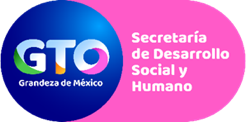 GTO
Grandeza de México
Secretaría
de Desarrollo
Social y
Humano